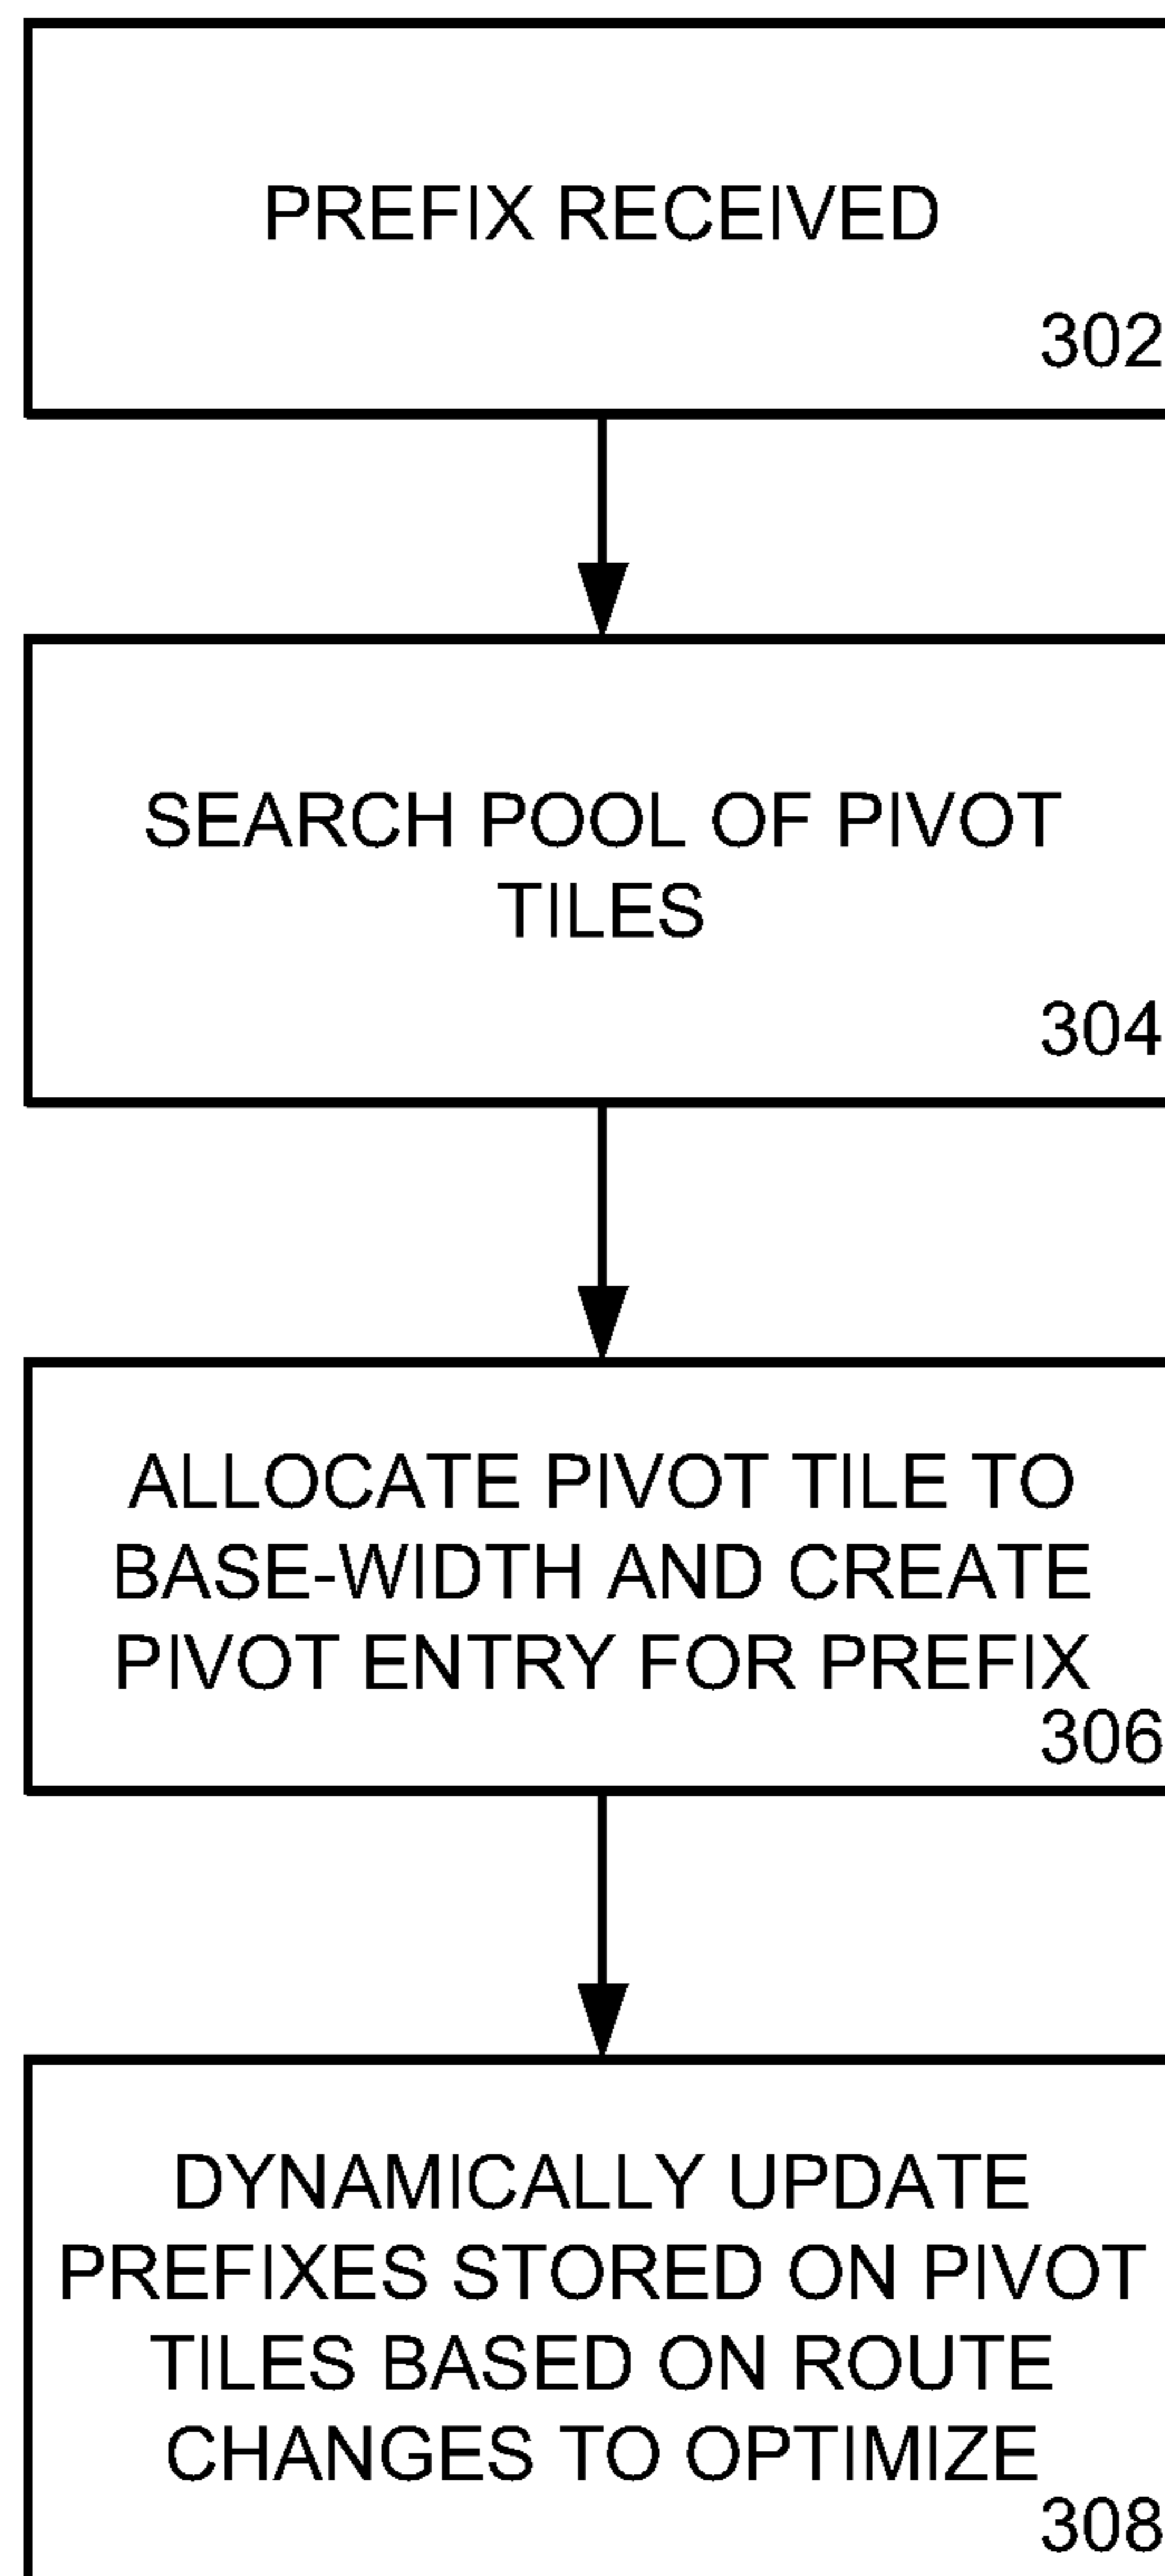 PREFIX RECEIVED
302
SEARCH POOL OF PIVOT
TILES
304
ALLOCATE PIVOT TILE TO
BASE-WIDTH AND CREATE
PIVOT ENTRY FOR PREFIX
306
DYNAMICALLY UPDATE
PREFIXES STORED ON PIVOT
TILES BASED ON ROUTE
CHANGES TO OPTIMIZE
308